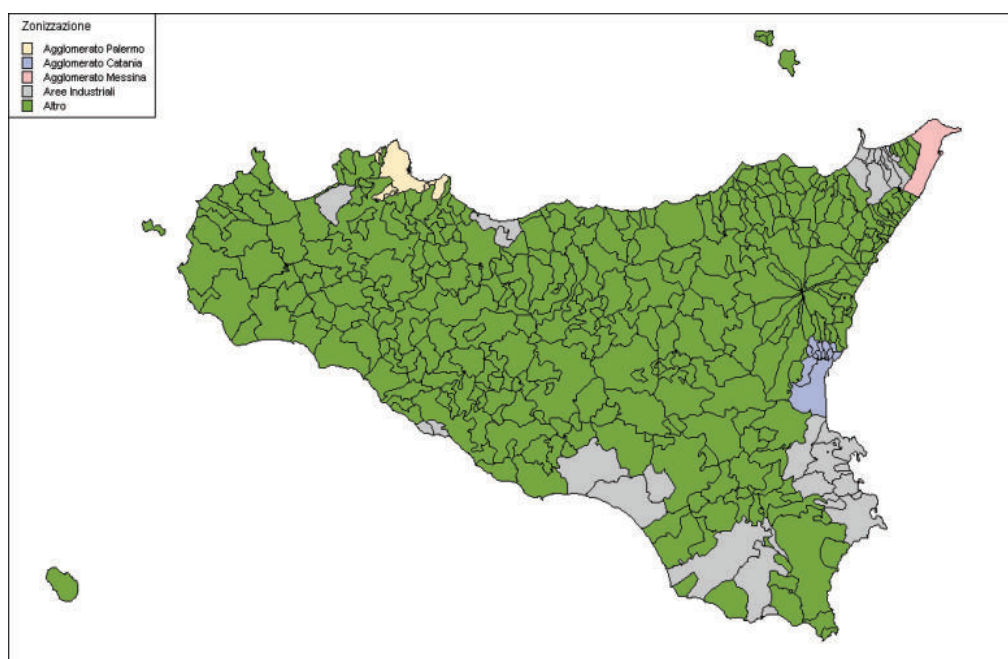 Zonizzazione
Agglomerato Palermo
Agglomerato Catania
Agglomerato Messina
Aree Industriali
Altro